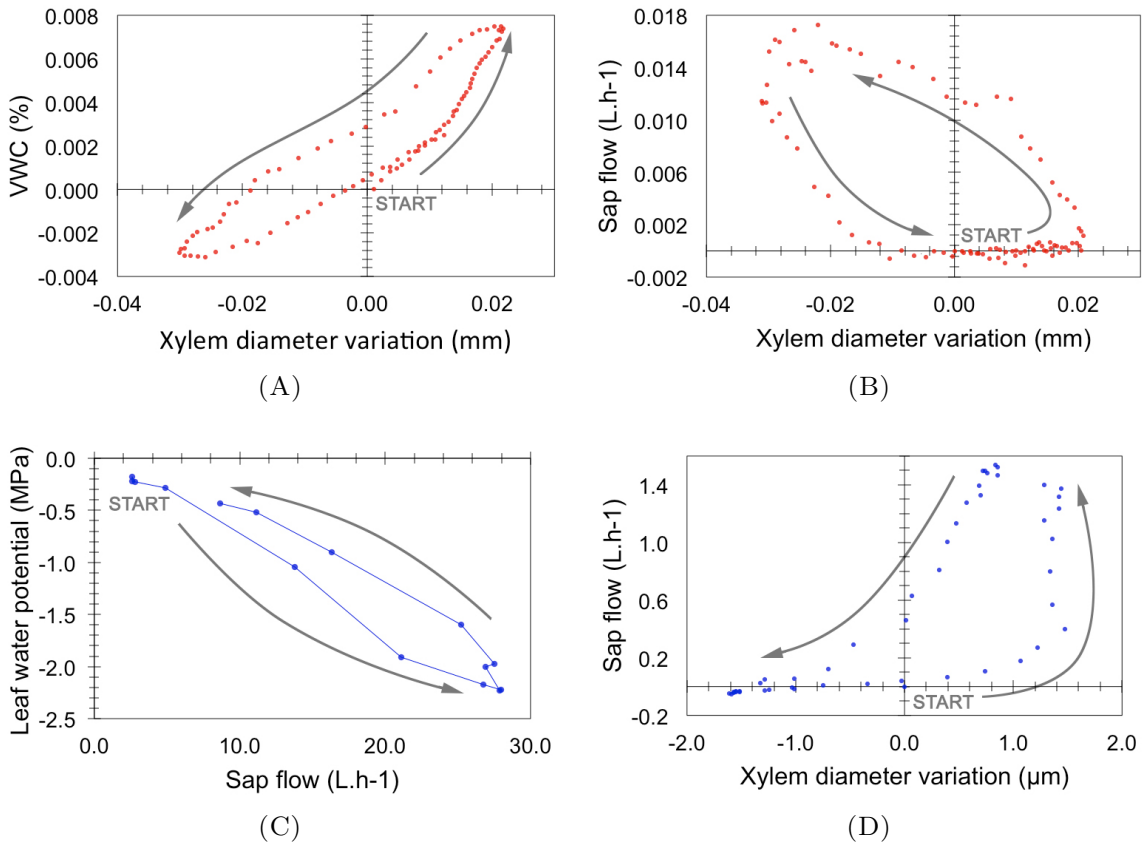 0.008
0.006
0.004
0.002
0.000
-0.002
-0.004
VWC (%)
START
-0.04
-0.02
0.00
0.02
Xylem diameter variation (mm)
(A)
0.018
0.014
0.010
0.006
0.002
-0.002
Sap flow (L.h-1)
START
-0.04
-0.02
0.00
0.02
Xylem diameter variation (mm)
(B)
0.0
-0.5
-1.0
-1.5
-2.0
-2.5
Leaf water potential (MPa)
START
0.0
10.0
20.0
30.0
Sap flow (L.h-1)
(C)
1.4
1.0
0.6
0.2
-0.2
Sap flow (L.h-1)
START
-2.0
-1.0
0.0
1.0
2.0
Xylem diameter variation (µm)
(D)